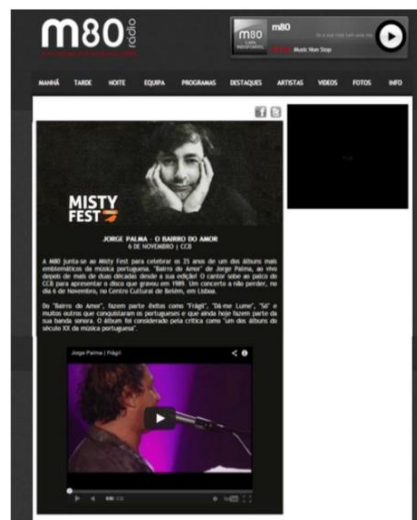 m80 rádio
m80
m80
Music Non Stop
MANHÃ TARDE NOITE EQUIPA PROGRAMAS DESTAQUES ARTISTAS VIDEOS FOTOS INFO
MISTY
FEST
JORGE PALMA - O BAIRRO DO AMOR
6 DE NOVEMBRO | CCB
A M80 junta-se ao Misty Fest para celebrar os 25 anos de um dos álbuns mais
emblemáticos da música portuguesa. "Bairro do Amor" de Jorge Palma, ao vivo
depois de mais de duas décadas desde a sua edição! O cantor sobe ao palco do
CCB para apresentar o disco que gravou em 1989. Um concerto a não perder, no
dia 6 de Novembro, no Centro Cultural de Belém, em Lisboa.
Do "Bairro do Amor", fazem parte êxitos como "Frágil", "Dá-me Lume", "Só" e
muitos outros que conquistaram os portugueses e que ainda hoje fazem parte da
sua banda sonora. O álbum foi considerado pela crítica como "um dos álbuns do
século XX da música portuguesa".
Jorge Palma | Frágil